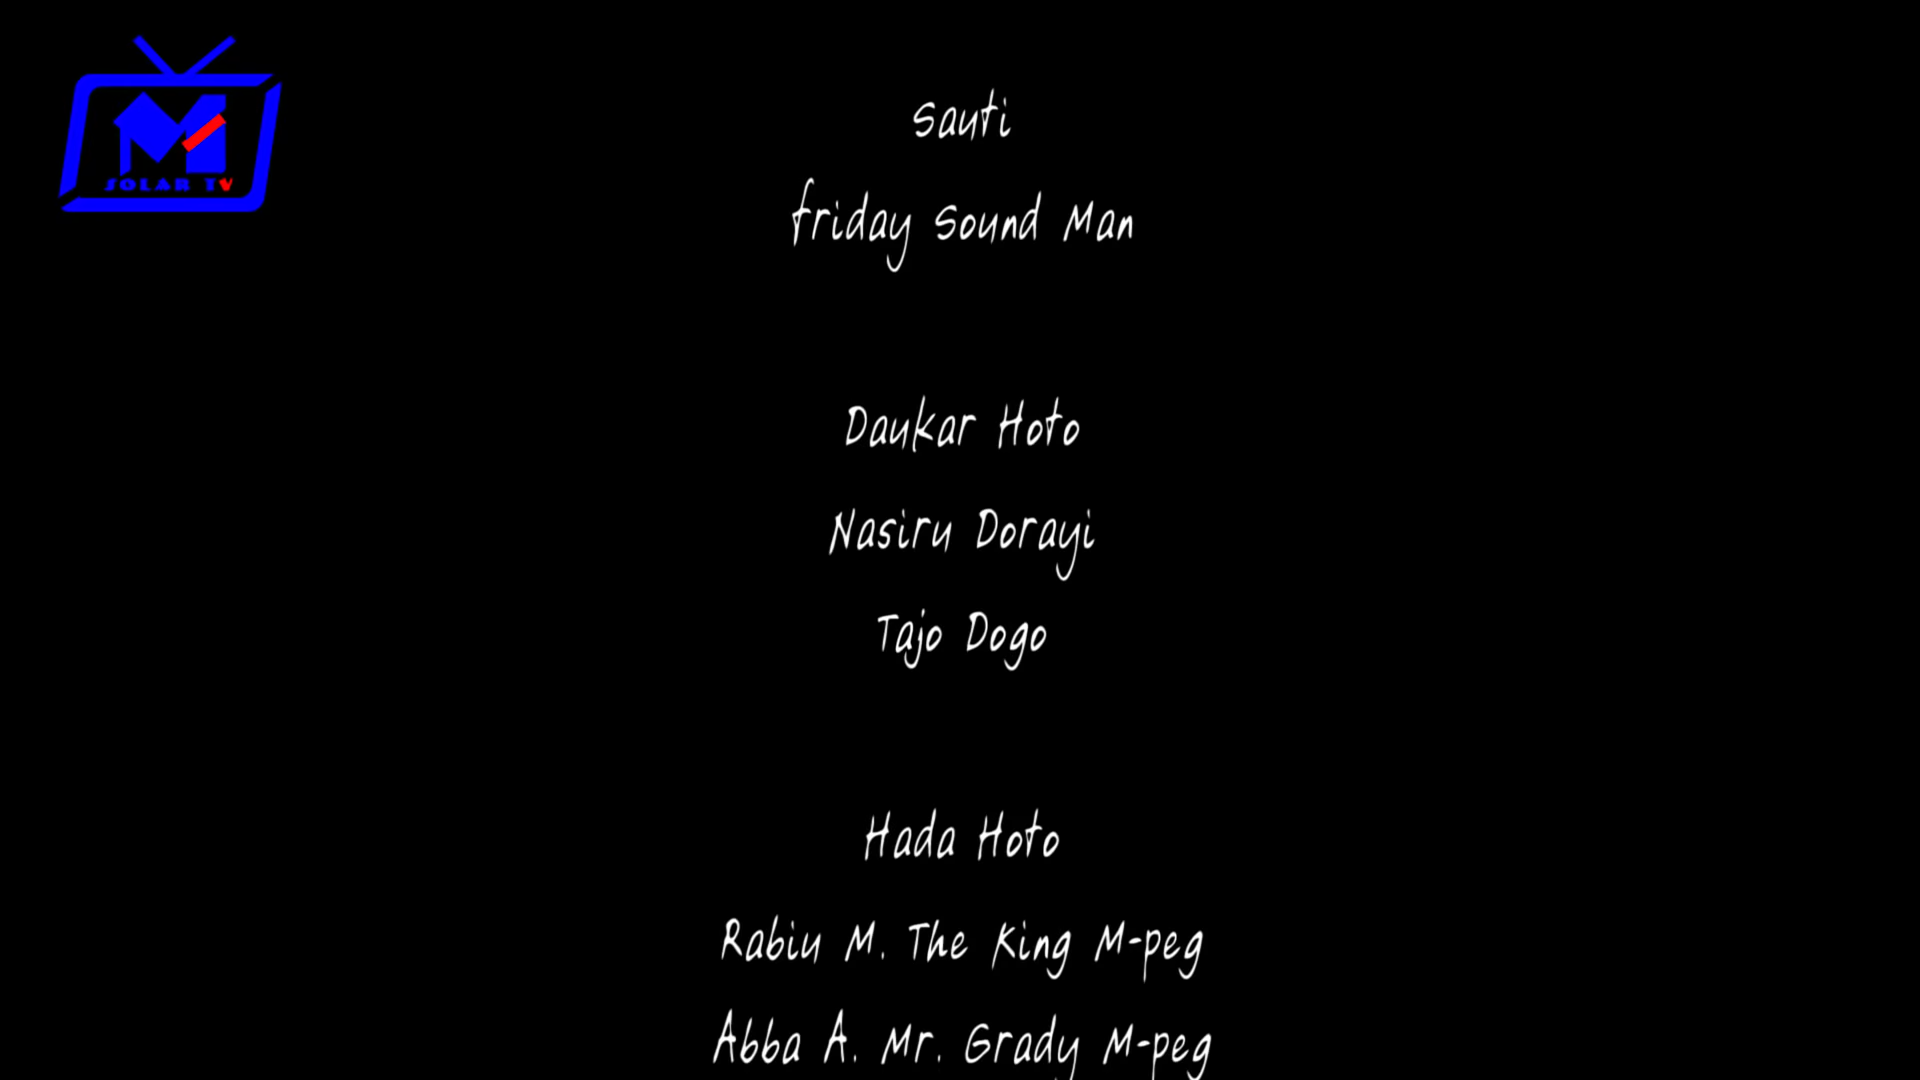 M
SOLAR TV
Sauti
friday Sound Man
Daukar Hoto
Nasiru Dorayi
Tajo Dogo
Hada Hoto
Rabiu M. The King M-peg
Abba A. Mr. Grady M-peg